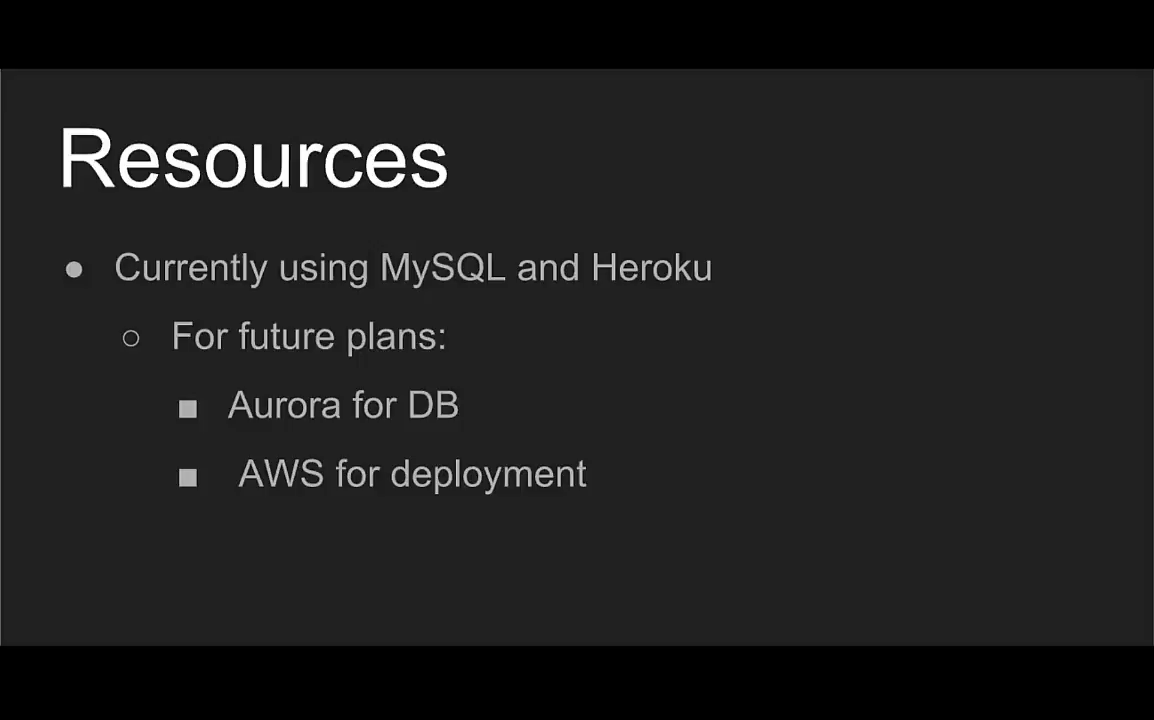 Resources
● Currently using MySQL and Heroku
○ For future plans:
■ Aurora for DB
■ AWS for deployment